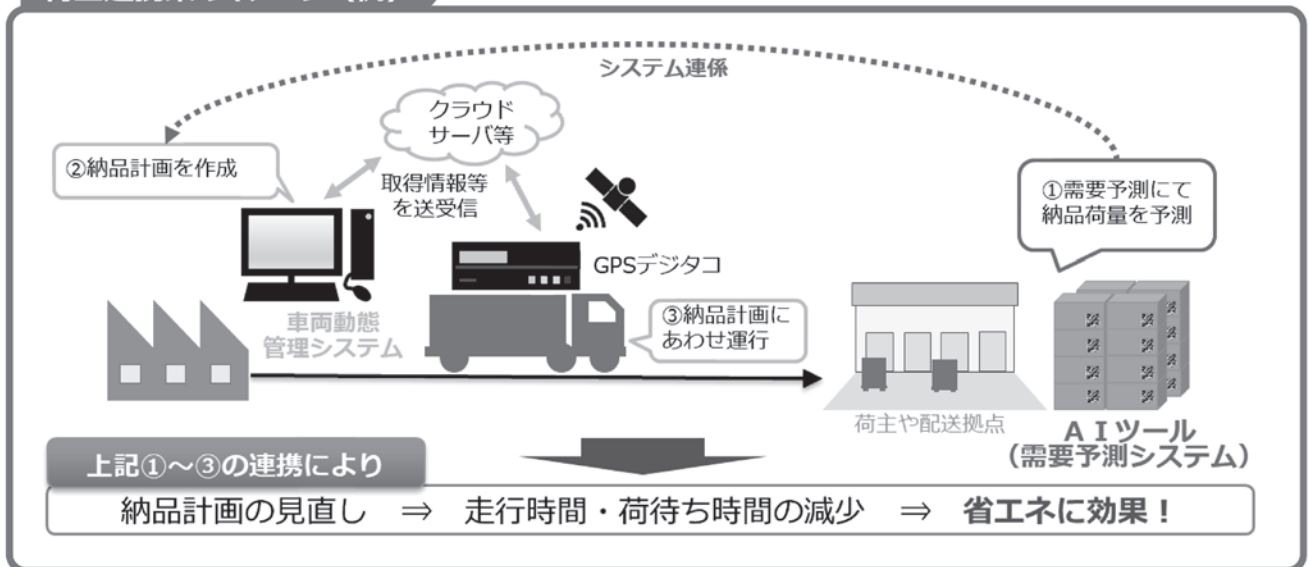 システム連係
クラウド
サーバ等
②納品計画を作成
取得情報等
を送受信
①需要予測にて
納品荷量を予測
GPSデジタコ
車両動態
管理システム
③納品計画に
あわせ運行
荷主や配送拠点
ＡＩツール
（需要予測システム）
上記①～③の連携により
納品計画の見直し ⇒ 走行時間・荷待ち時間の減少 ⇒ 省エネに効果！